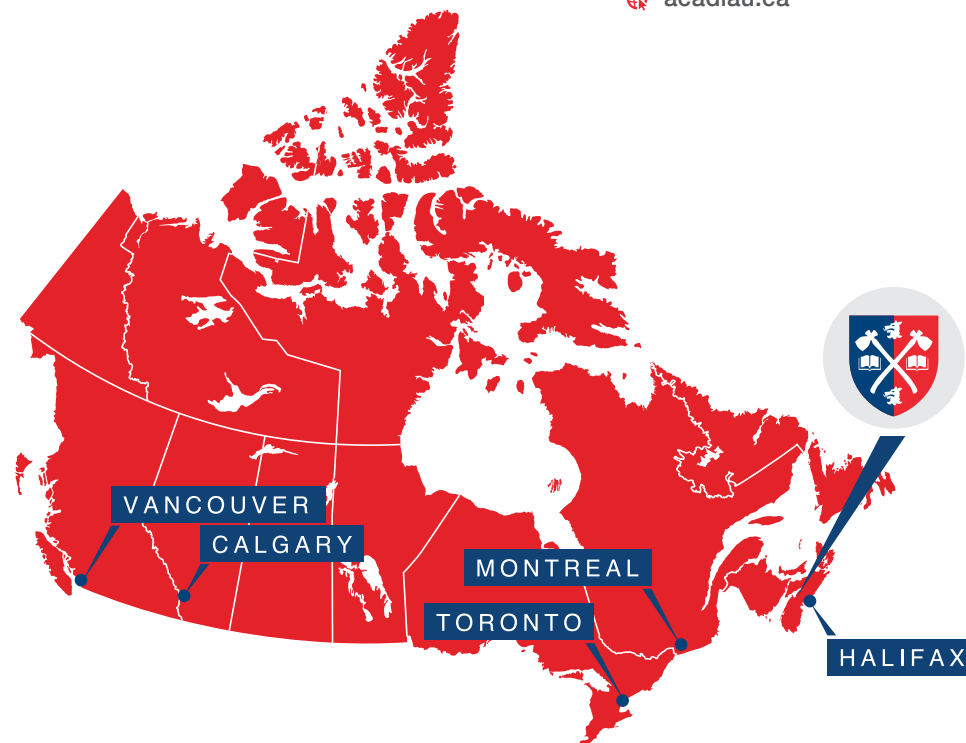 acadiau.ca
VANCOUVER
CALGARY
MONTREAL
TORONTO
HALIFAX